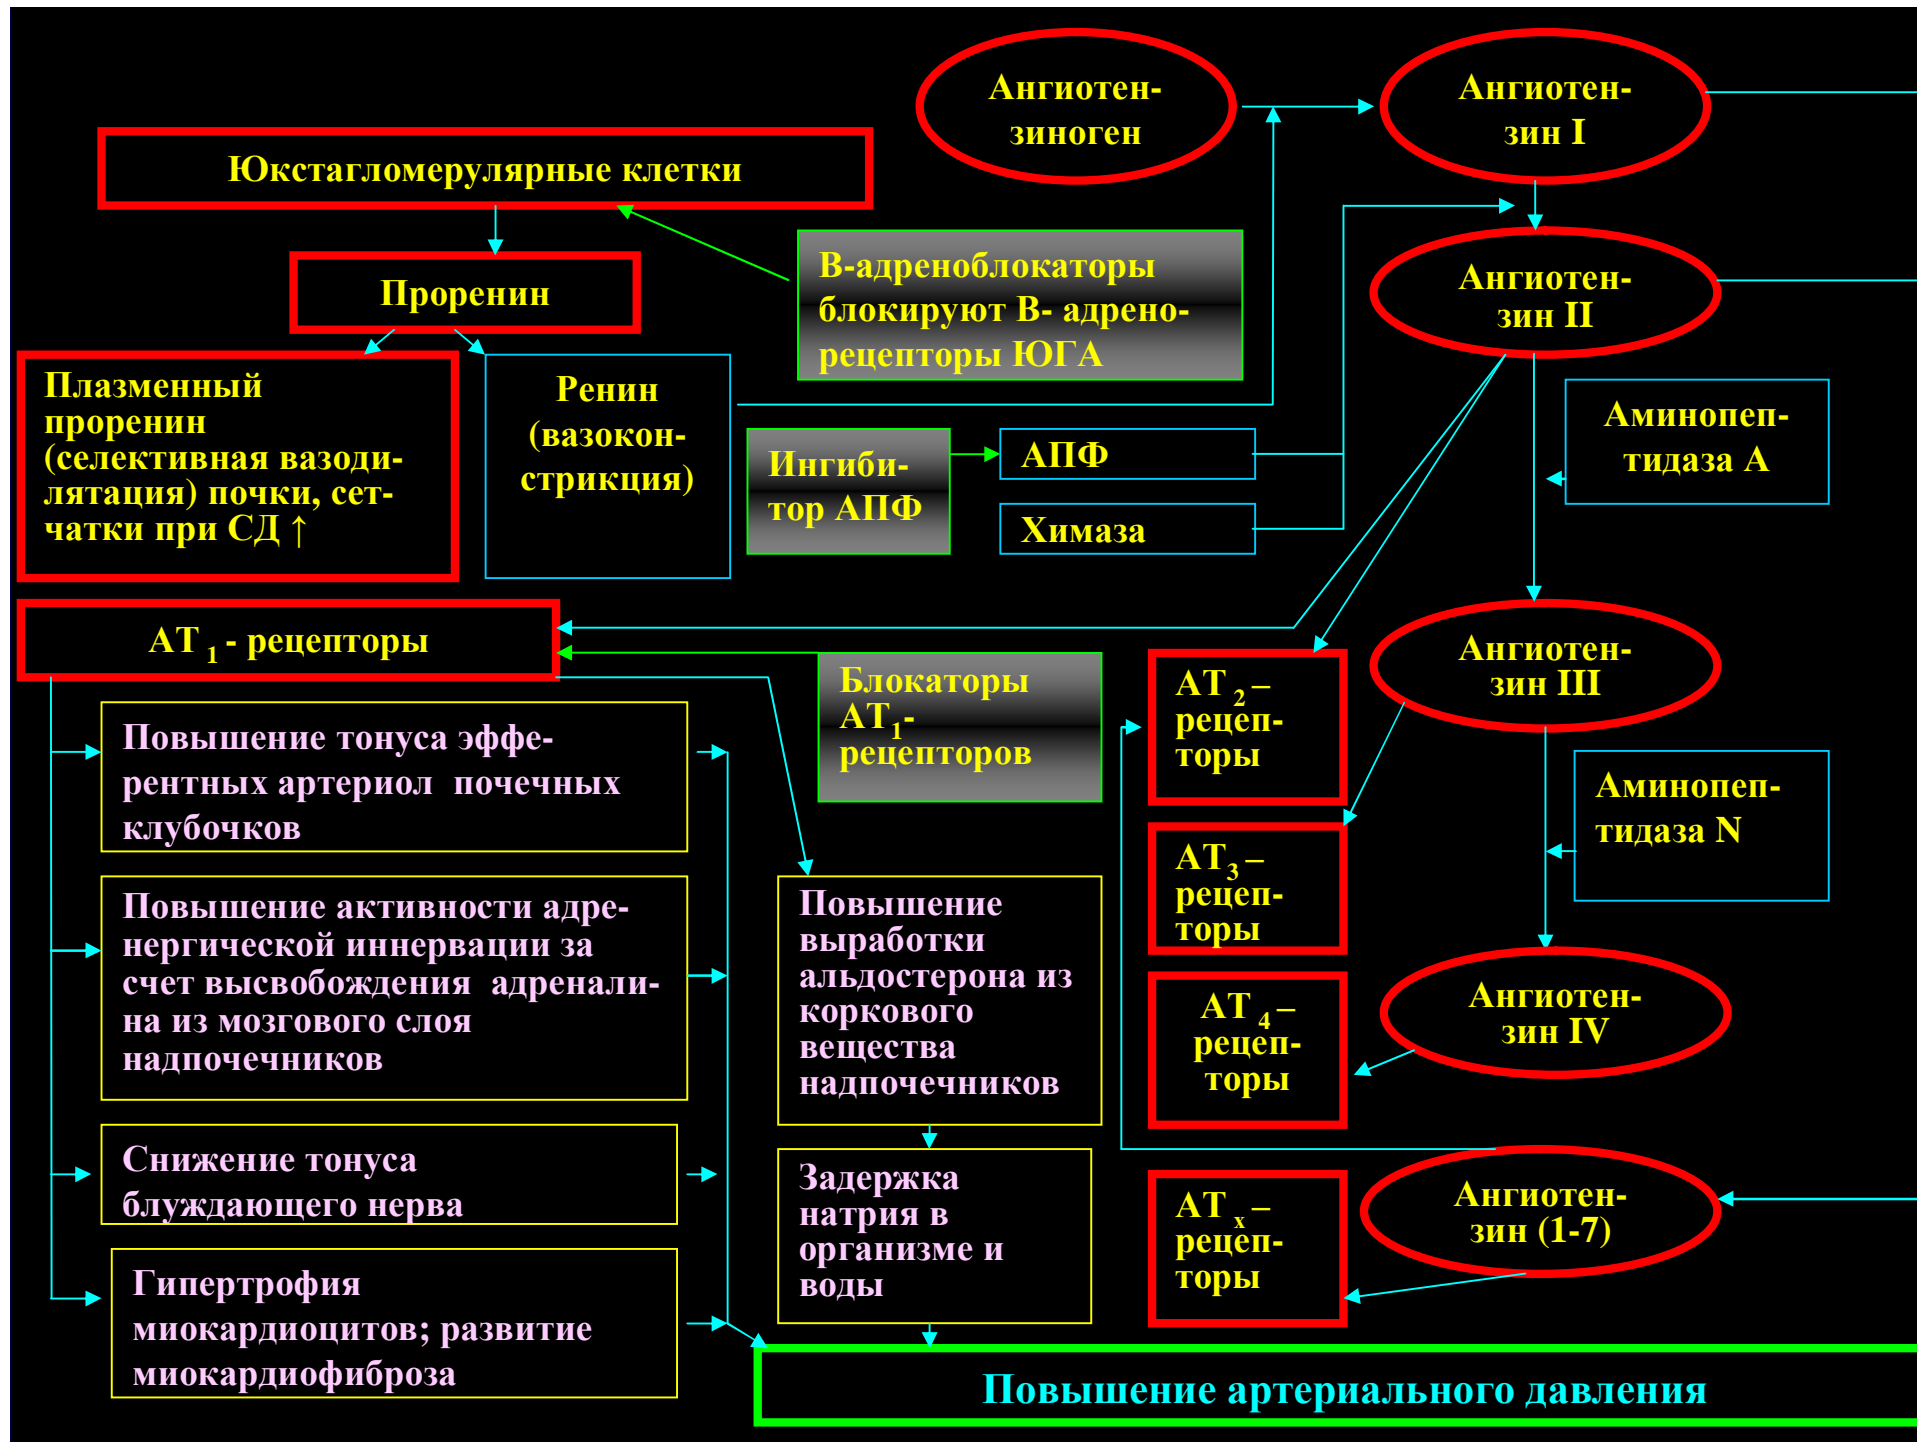 Ангиотен-
зиноген
Ангиотен-
зин I
Юкстагломерулярные клетки
Проренин
В-адреноблокаторы
блокируют В- адрено-
рецепторы ЮГА
Ангиотен-
зин II
Плазменный
проренин
(селективная вазоди-
лятация) почки, сет-
чатки при СД ↑
Ренин
(вазокон-
стрикция)
Ингиби-
тор АПФ
АПФ
Химаза
Аминопеп-
тидаза А
АТ 1 - рецепторы
Блокаторы
АТ1-
рецепторов
АТ 2 –
рецеп-
торы
Ангиотен-
зин III
Повышение тонуса эффе-
рентных артериол почечных
клубочков
АТ3 –
рецеп-
торы
Аминопеп-
тидаза N
Повышение активности адре-
нергической иннервации за
счет высвобождения адренали-
на из мозгового слоя
надпочечников
Повышение
выработки
альдостерона из
коркового
вещества
надпочечников
АТ 4 –
рецеп-
торы
Ангиотен-
зин IV
Снижение тонуса
блуждающего нерва
Задержка
натрия в
организме и
воды
АТ х –
рецеп-
торы
Ангиотен-
зин (1-7)
Гипертрофия
миокардиоцитов; развитие
миокардиофиброза
Повышение артериального давления